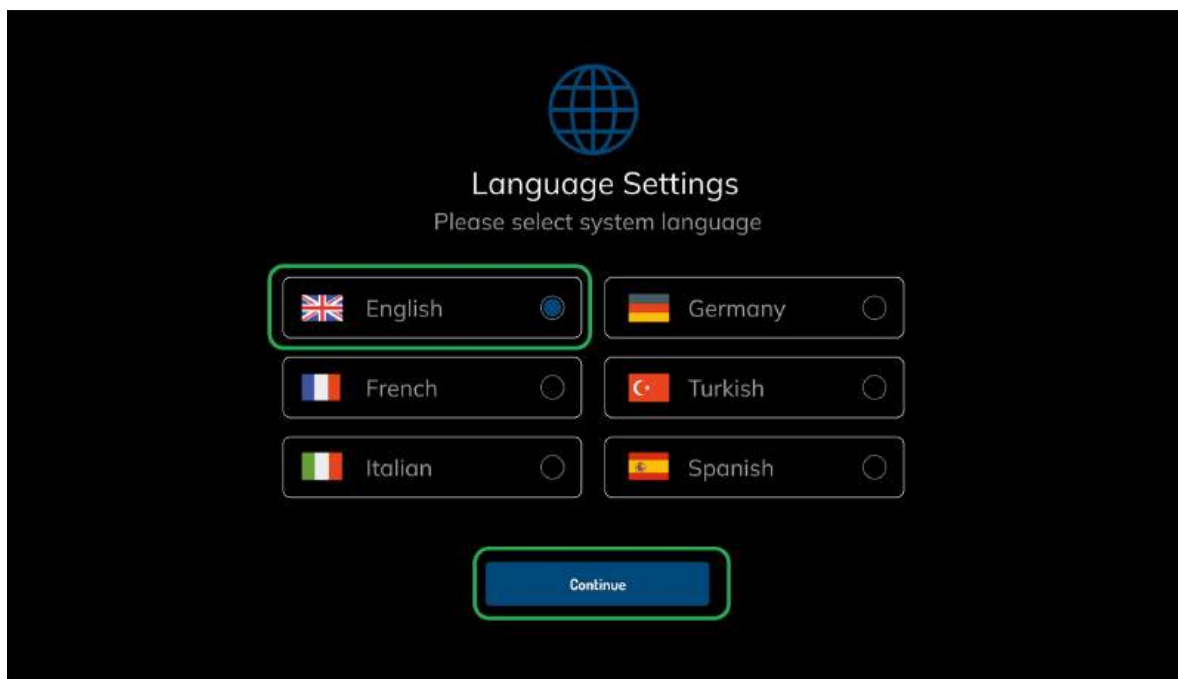 Language Settings
Please select system language
English
Germany
French
Turkish
Italian
Spanish
Continue